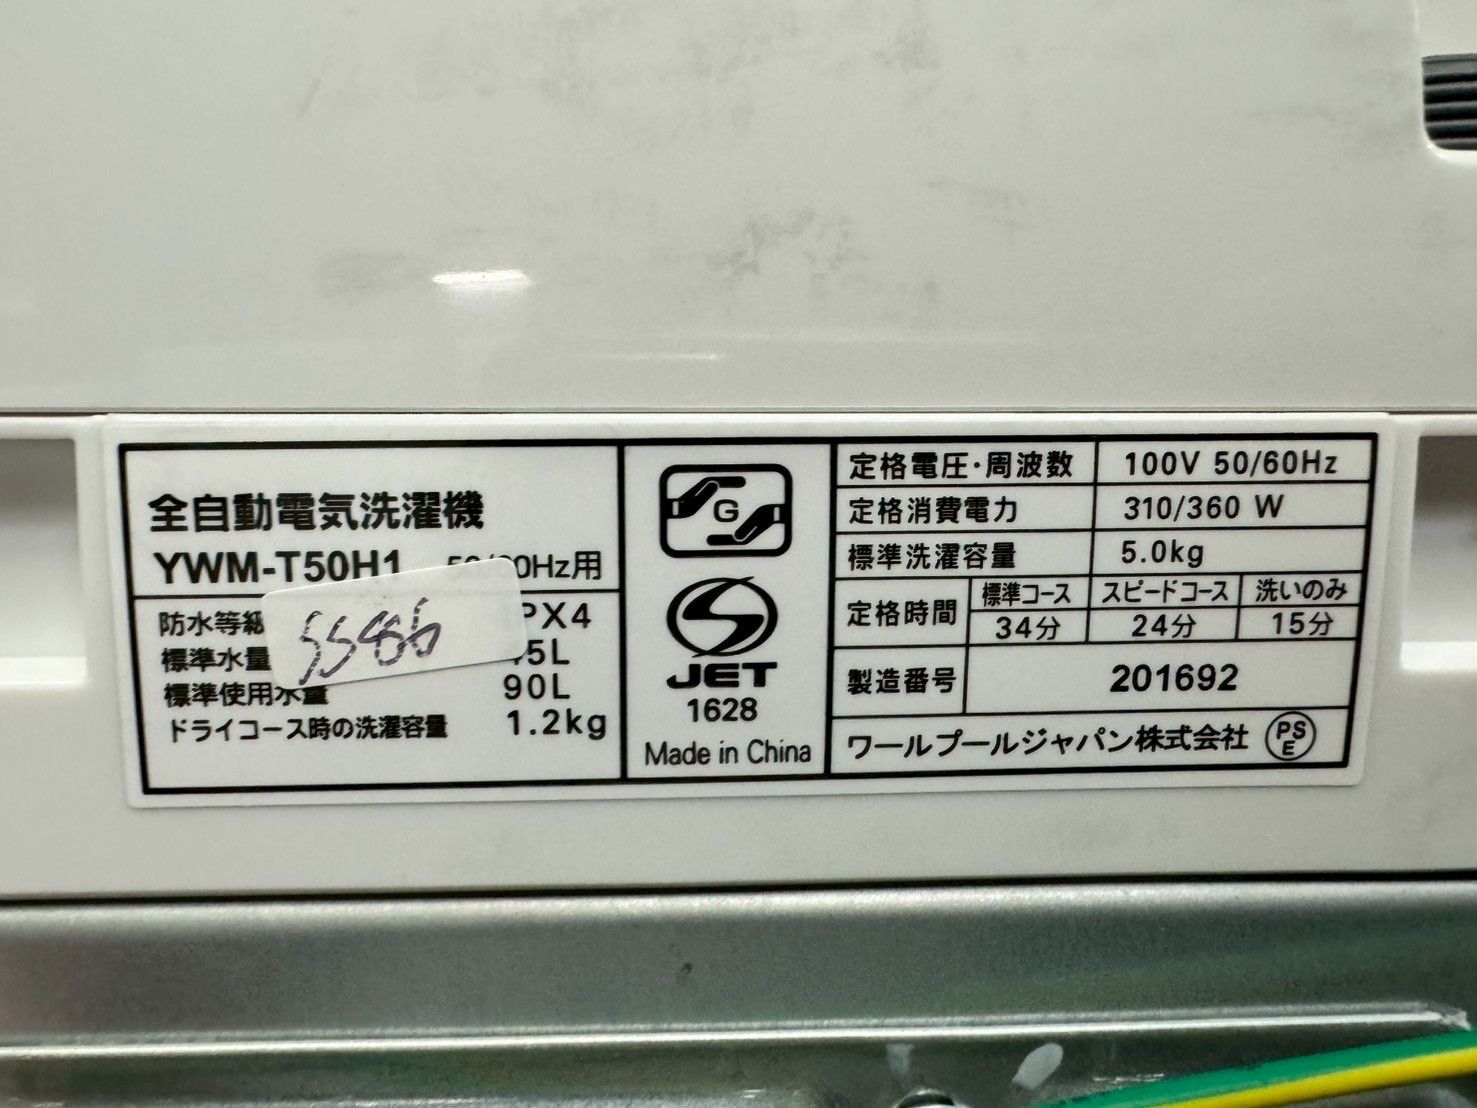 全自動電気洗濯機
YWM-T50H1 50/60Hz用
防水等級 IPX4
標準水量 45L
標準使用水量 90L
ドライコース時の洗濯容量 1.2kg
G
JET
1628
Made in China
定格電圧・周波数 100V 50/60Hz
定格消費電力 310/360 W
標準洗濯容量 5.0kg
定格時間 標準コース スピードコース 洗いのみ
34分 24分 15分
製造番号 201692
ワールプールジャパン株式会社 PSE